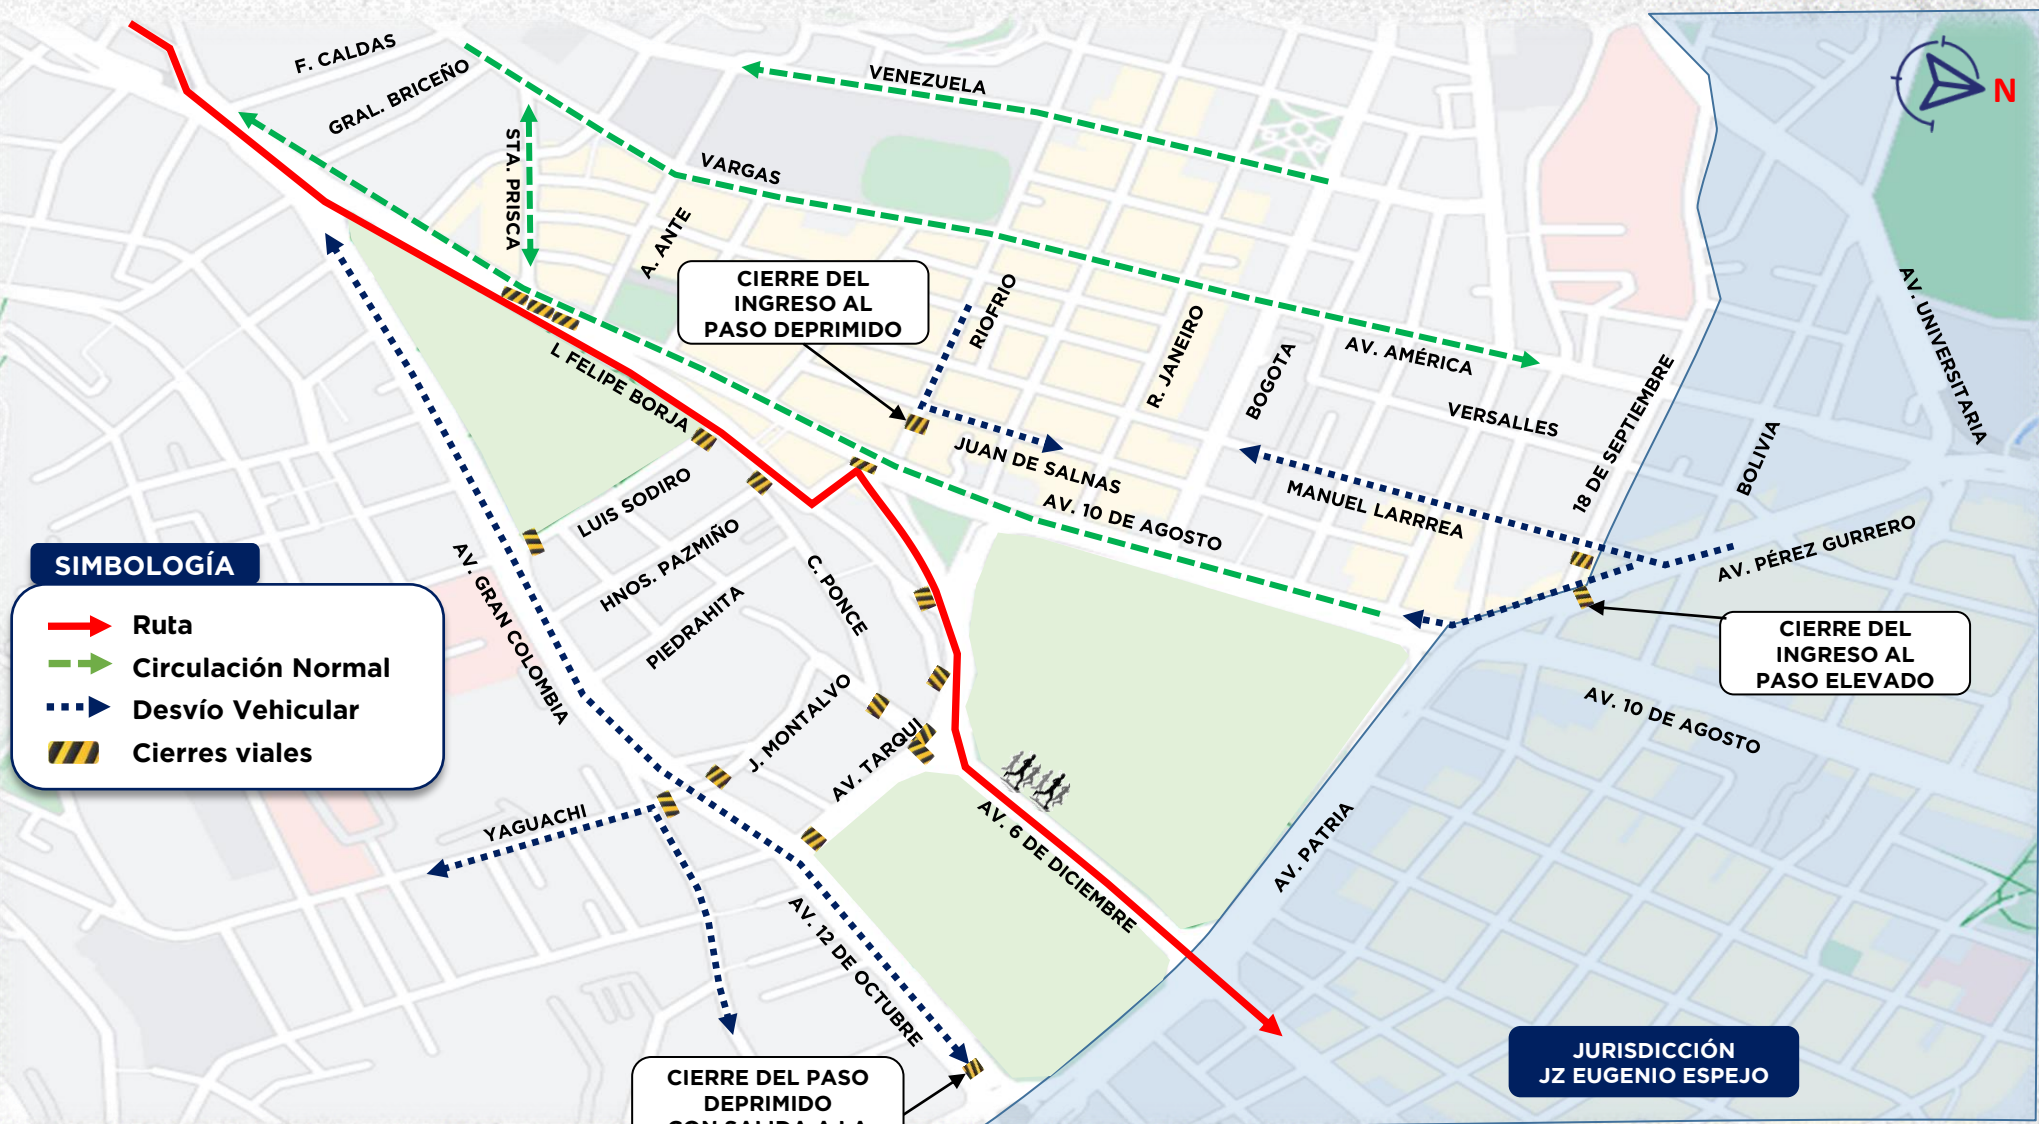 F. CALDAS
GRAL. BRICEÑO
STA. PRISCA
VENEZUELA
VARGAS
A. ANTE
N
CIERRE DEL
INGRESO AL
PASO DEPRIMIDO
RIOFRIO
R. JANEIRO
BOGOTA
AV. AMÉRICA
VERSALLES
18 DE SEPTIEMBRE
BOLIVIA
AV. UNIVERSITARIA
L FELIPE BORJA
JUAN DE SALNAS
AV. 10 DE AGOSTO
MANUEL LARRREA
AV. PÉREZ GURRERO
LUIS SODIRO
HNOS. PAZMIÑO
PIEDRAHITA
C. PONCE
AV. GRAN COLOMBIA
SIMBOLOGÍA
Ruta
Circulación Normal
Desvío Vehicular
Cierres viales
CIERRE DEL
INGRESO AL
PASO ELEVADO
AV. 10 DE AGOSTO
J. MONTALVO
AV. TARQUI
YAGUACHI
AV. 6 DE DICIEMBRE
AV. PATRIA
AV. 12 DE OCTUBRE
JURISDICCIÓN
JZ EUGENIO ESPEJO
CIERRE DEL PASO
DEPRIMIDO
CON SALIDA A LA